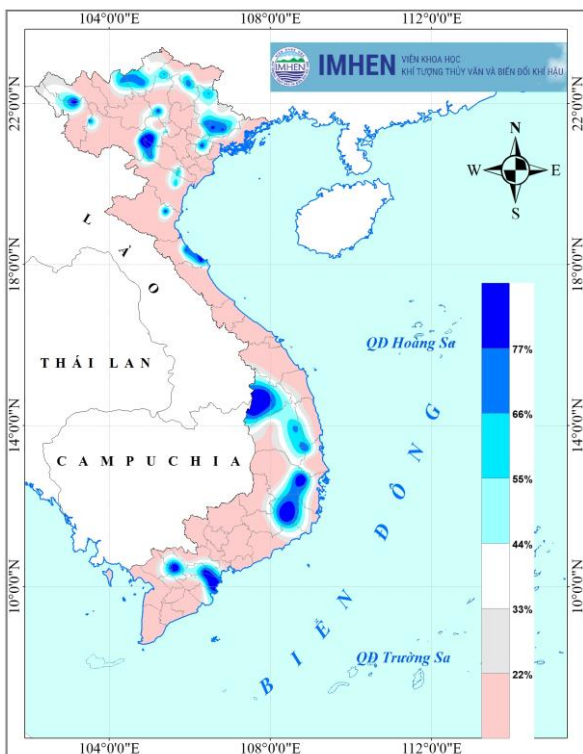 104°0'0"E 108°0'0"E 112°0'0"E
IMHEN VIỆN KHOA HỌC
KHÍ TƯỢNG THỦY VĂN VÀ BIẾN ĐỔI KHÍ HẬU
22°0'0"N 22°0'0"N
N
W E
S
LÀO
18°0'0"N 18°0'0"N
QĐ Hoàng Sa
77%
THÁI LAN
66%
14°0'0"N 14°0'0"N
CAMPUCHIA
55%
44%
BIỂN ĐÔNG
10°0'0"N 10°0'0"N
33%
QĐ Trường Sa
22%
104°0'0"E 108°0'0"E 112°0'0"E